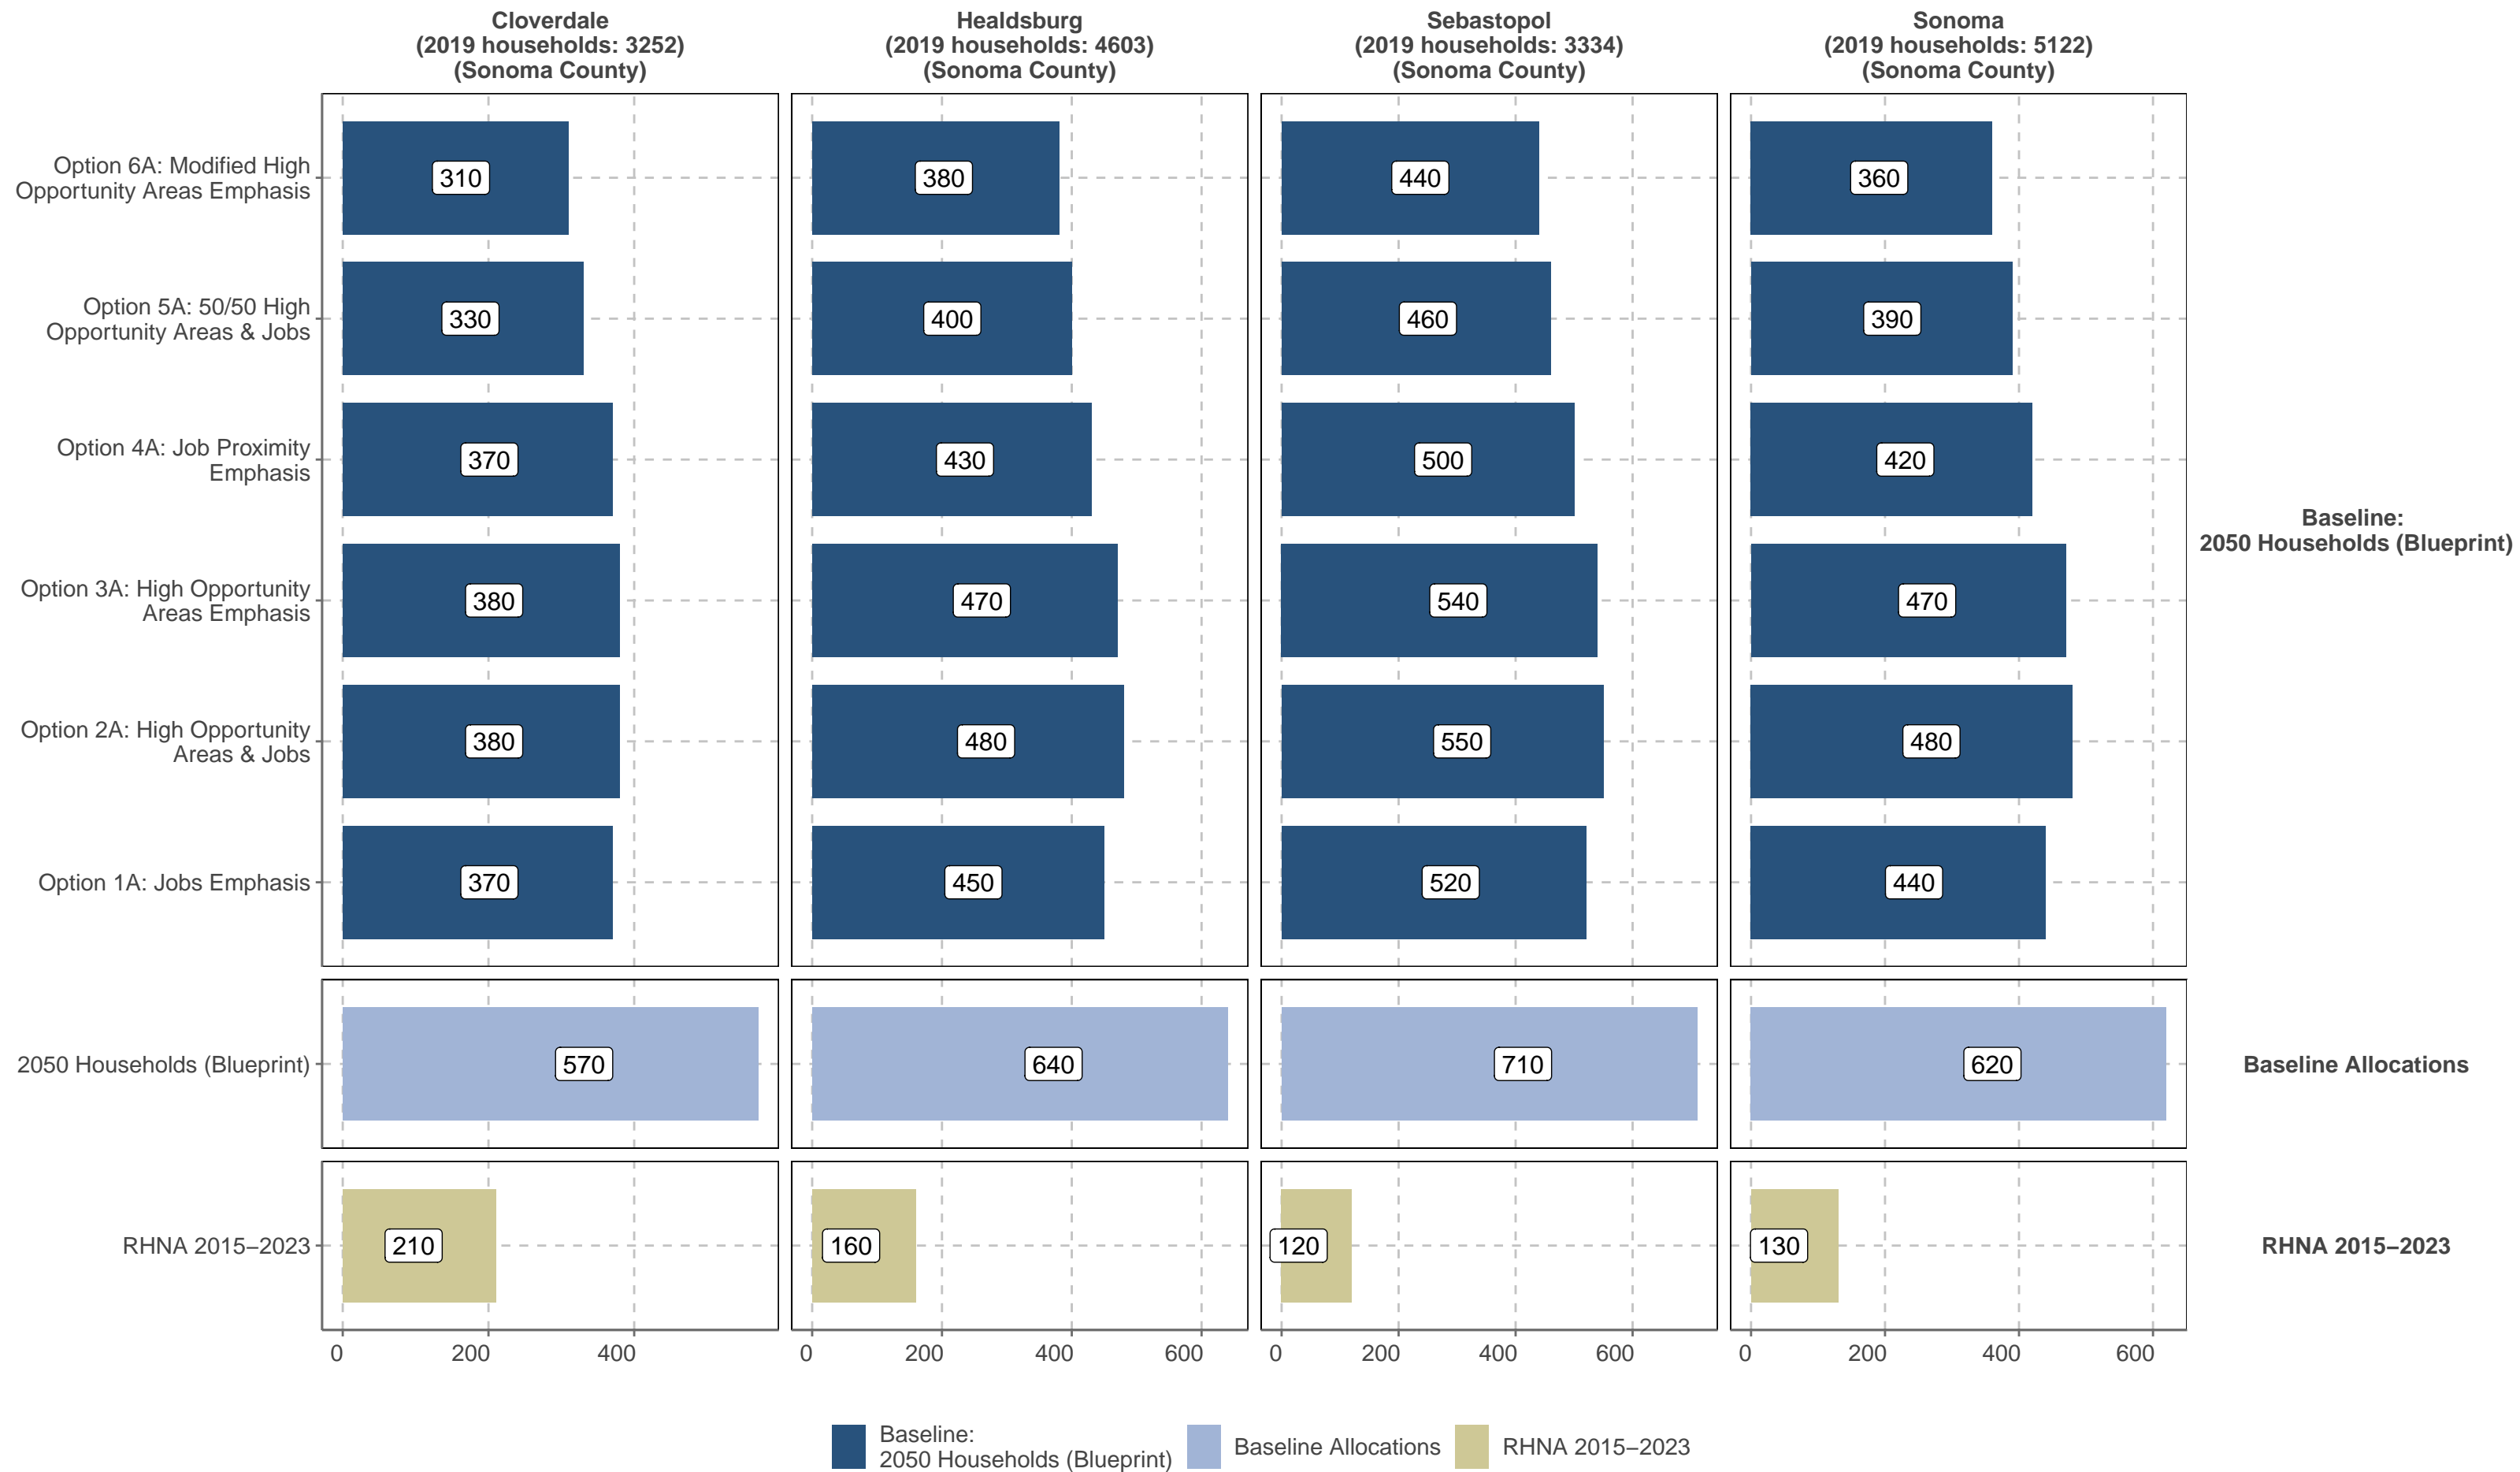 Cloverdale
(2019 households: 3252)
(Sonoma County)
Healdsburg
(2019 households: 4603)
(Sonoma County)
Sebastopol
(2019 households: 3334)
(Sonoma County)
Sonoma
(2019 households: 5122)
(Sonoma County)
Option 6A: Modified High
Opportunity Areas Emphasis
310
380
440
360
Option 5A: 50/50 High
Opportunity Areas & Jobs
330
400
460
390
Option 4A: Job Proximity
Emphasis
370
430
500
420
Baseline:
2050 Households (Blueprint)
Option 3A: High Opportunity
Areas Emphasis
380
470
540
470
Option 2A: High Opportunity
Areas & Jobs
380
480
550
480
Option 1A: Jobs Emphasis
370
450
520
440
2050 Households (Blueprint)
570
640
710
620
Baseline Allocations
RHNA 2015–2023
210
160
120
130
RHNA 2015–2023
0 200 400
0 200 400 600
0 200 400 600
0 200 400 600
Baseline:
2050 Households (Blueprint)
Baseline Allocations
RHNA 2015–2023